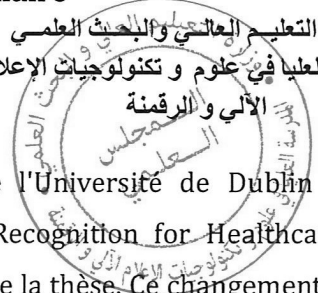 التعليم العالي والبحث العلمي
العليا في علوم و تكنولوجيات الإعلا
الآلي و الرقمنة
المجلس
العلمي
l'Université de Dublin
Recognition for Healthca
e la thèse. Ce changement